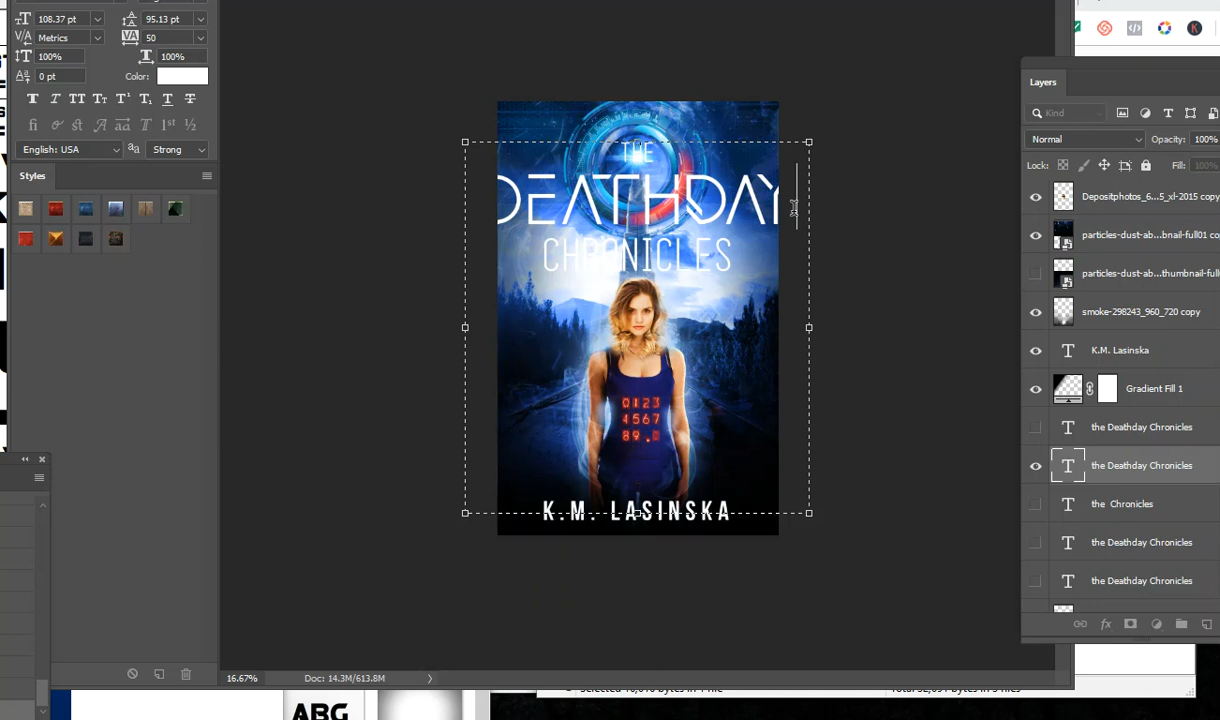 108.37 pt
95.13 pt
Metrics
50
100%
100%
0 pt
Color:
English: USA
Strong
Styles
THE
DEATHDAY
CHRONICLES
0123
4567
89.0
K.M. LASINSKA
16.67%
Doc: 14.3M/613.8M
ABG
Layers
Kind
Normal
Opacity: 100%
Lock:
Fill: 100%
Depositphotos_6...5_xl-2015 copy
particles-dust-ab...bnail-full01 co
particles-dust-ab...thumbnail-full
smoke-298243_960_720 copy
K.M. Lasinska
Gradient Fill 1
the Deathday Chronicles
the Deathday Chronicles
the Chronicles
the Deathday Chronicles
the Deathday Chronicles